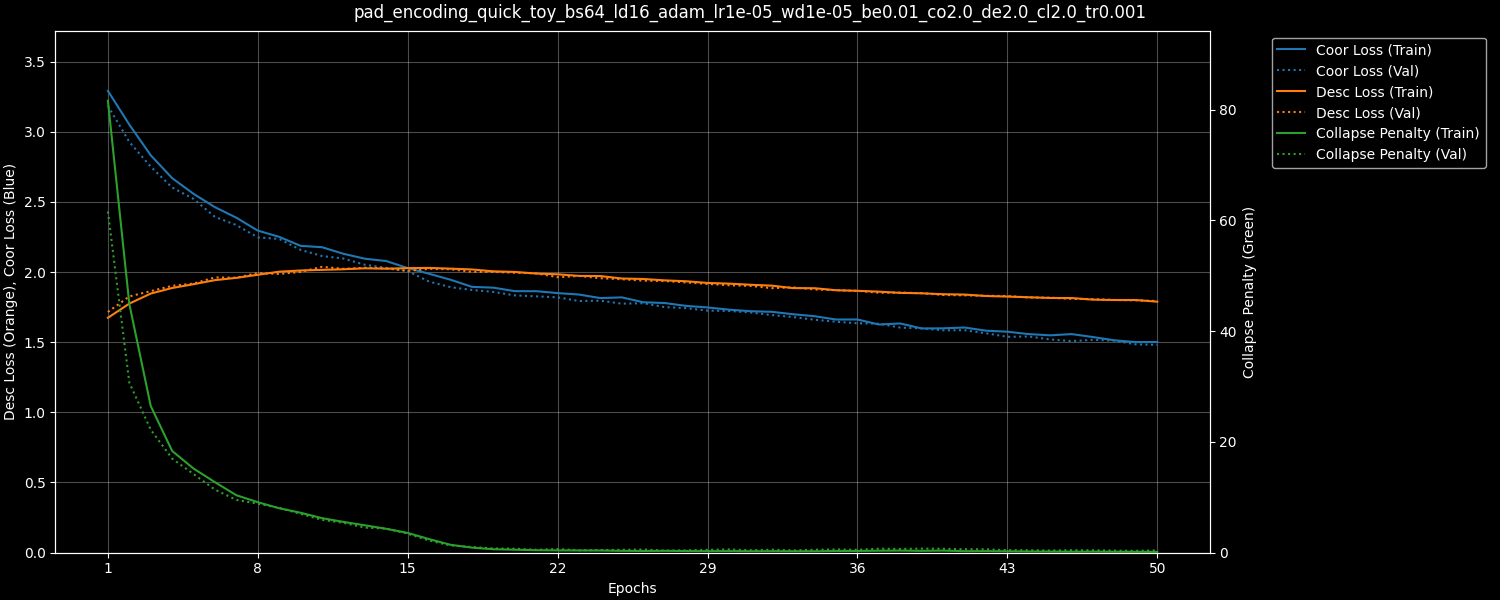 pad_encoding_quick_toy_bs64_ld16_adam_lr1e-05_wd1e-05_be0.01_co2.0_de2.0_cl2.0_tr0.001
Desc Loss (Orange), Coor Loss (Blue)
3.5
3.0
2.5
2.0
1.5
1.0
0.5
0.0
1 8 15 22 29 36 43 50
Epochs
80
60
40
20
0
Collapse Penalty (Green)
Coor Loss (Train)
Coor Loss (Val)
Desc Loss (Train)
Desc Loss (Val)
Collapse Penalty (Train)
Collapse Penalty (Val)